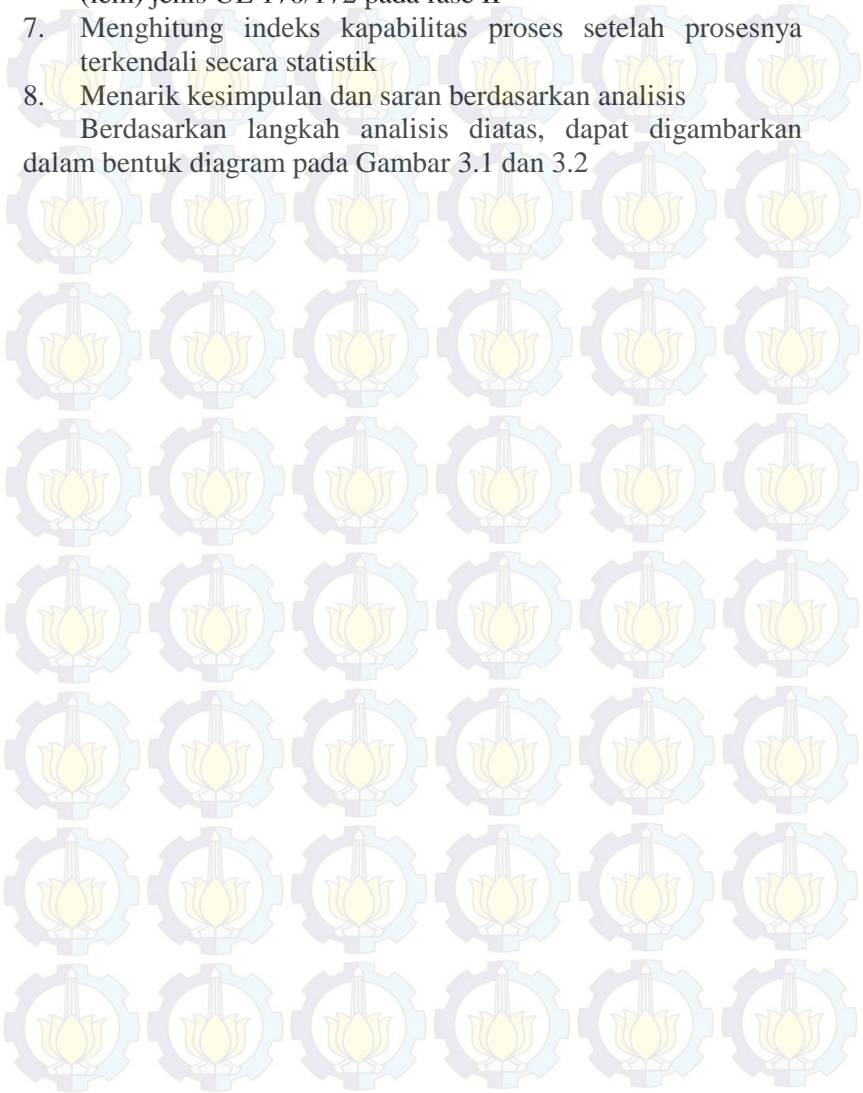 7. Menghitung indeks kapabilitas proses setelah prosesnya
terkendali secara statistik
8. Menarik kesimpulan dan saran berdasarkan analisis
Berdasarkan langkah analisis diatas, dapat digambarkan
dalam bentuk diagram pada Gambar 3.1 dan 3.2